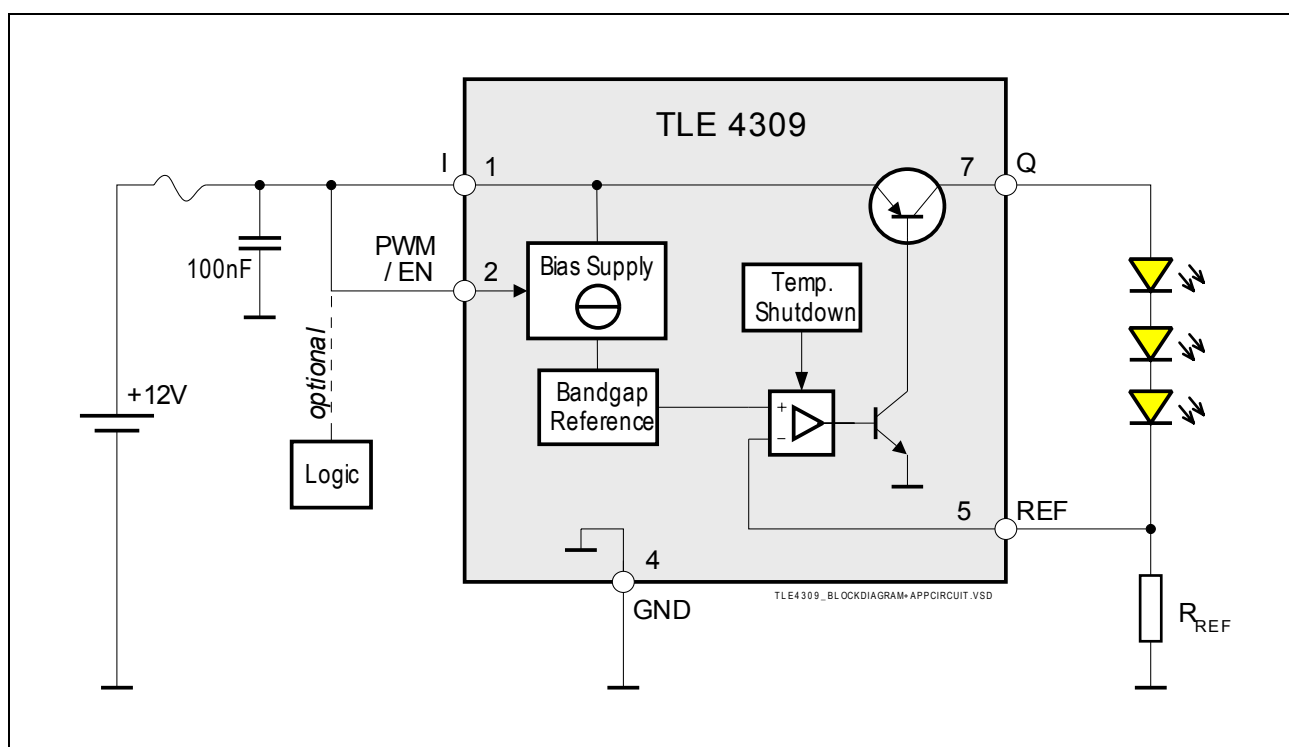 TLE 4309
I
1
7
Q
PWM
/ EN
2
100nF
Bias Supply
Temp.
Shutdown
optional
+12V
Bandgap
Reference
+
−
Logic
5
REF
4
GND
TLE4309_BLOCKDIAGRAM+APPCIRCUIT.VSD
RREF